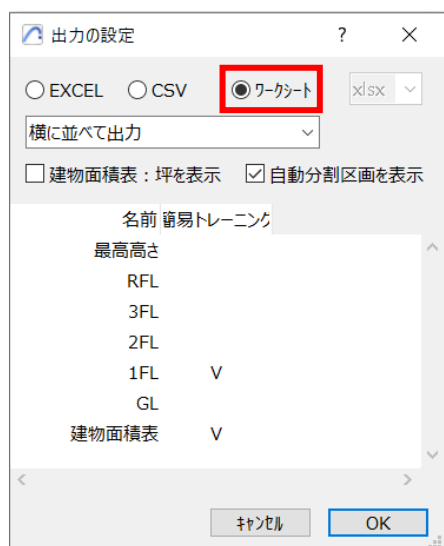 出力の設定 ? ×
EXCEL CSV ワークシート xlsx
横に並べて出力
建物面積表：坪を表示 自動分割区画を表示
名前 簡易トレーニング
最高高さ
RFL
3FL
2FL
1FL V
GL
建物面積表 V
キャンセル OK